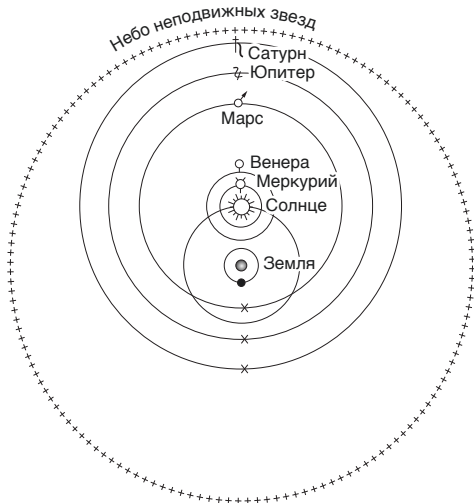 Небо неподвижных звезд
Сатурн
Юпитер
Марс
Венера
Меркурий
Солнце
Земля